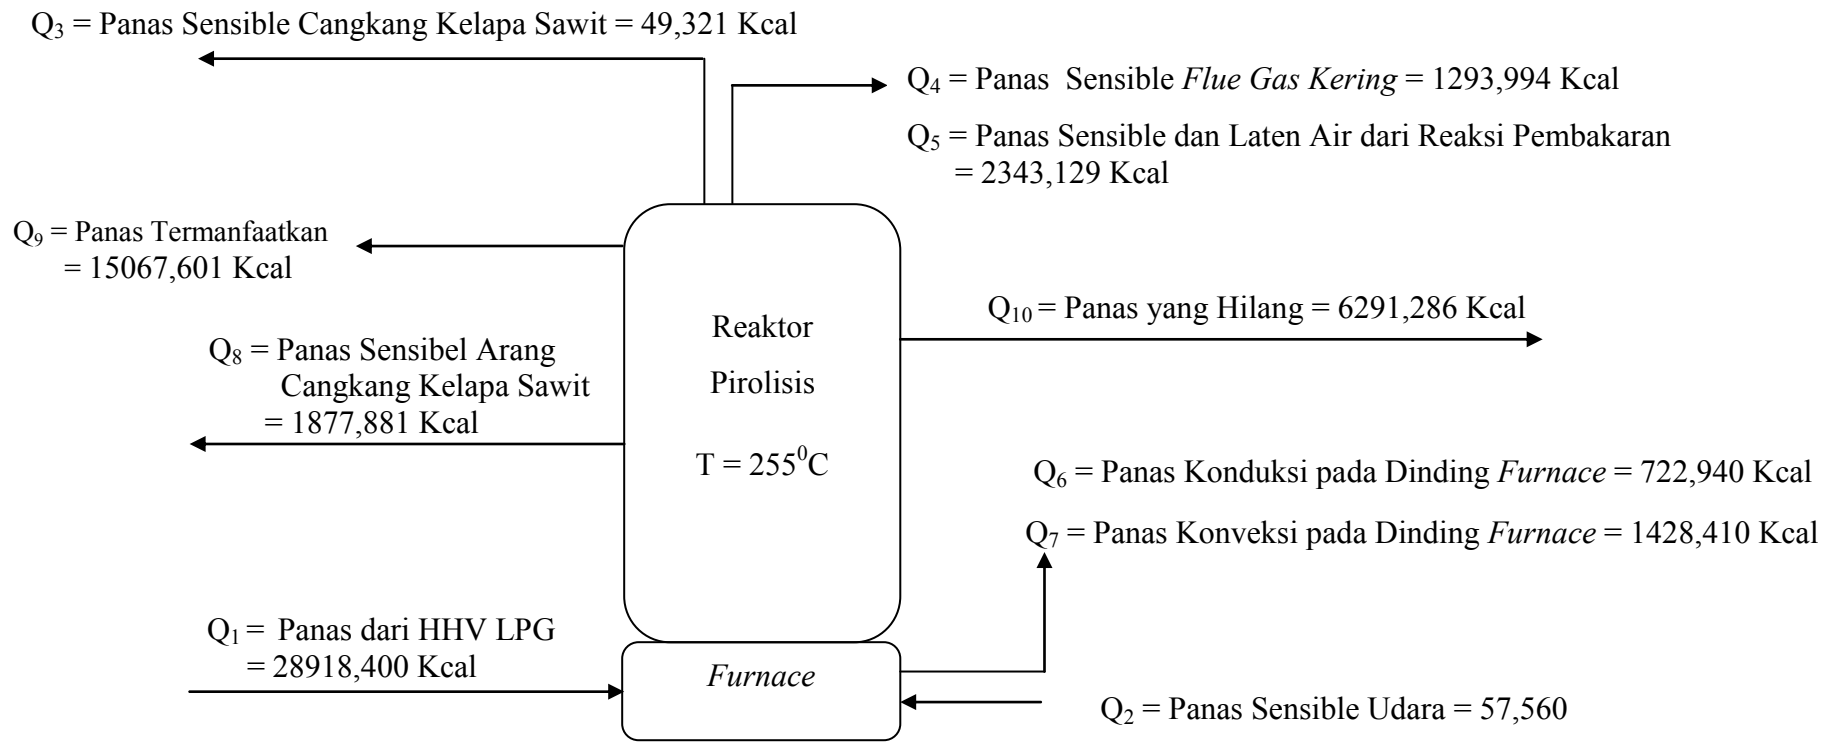 Q₃ = Panas Sensible Cangkang Kelapa Sawit = 49,321 Kcal
Q₄ = Panas Sensible Flue Gas Kering = 1293,994 Kcal
Q₅ = Panas Sensible dan Laten Air dari Reaksi Pembakaran
= 2343,129 Kcal
Q₉ = Panas Termanfaatkan
= 15067,601 Kcal
Q₁₀ = Panas yang Hilang = 6291,286 Kcal
Q₈ = Panas Sensibel Arang
Cangkang Kelapa Sawit
= 1877,881 Kcal
Reaktor
Pirolisis
T = 255⁰C
Q₆ = Panas Konduksi pada Dinding Furnace = 722,940 Kcal
Q₇ = Panas Konveksi pada Dinding Furnace = 1428,410 Kcal
Q₁ = Panas dari HHV LPG
= 28918,400 Kcal
Furnace
Q₂ = Panas Sensible Udara = 57,560